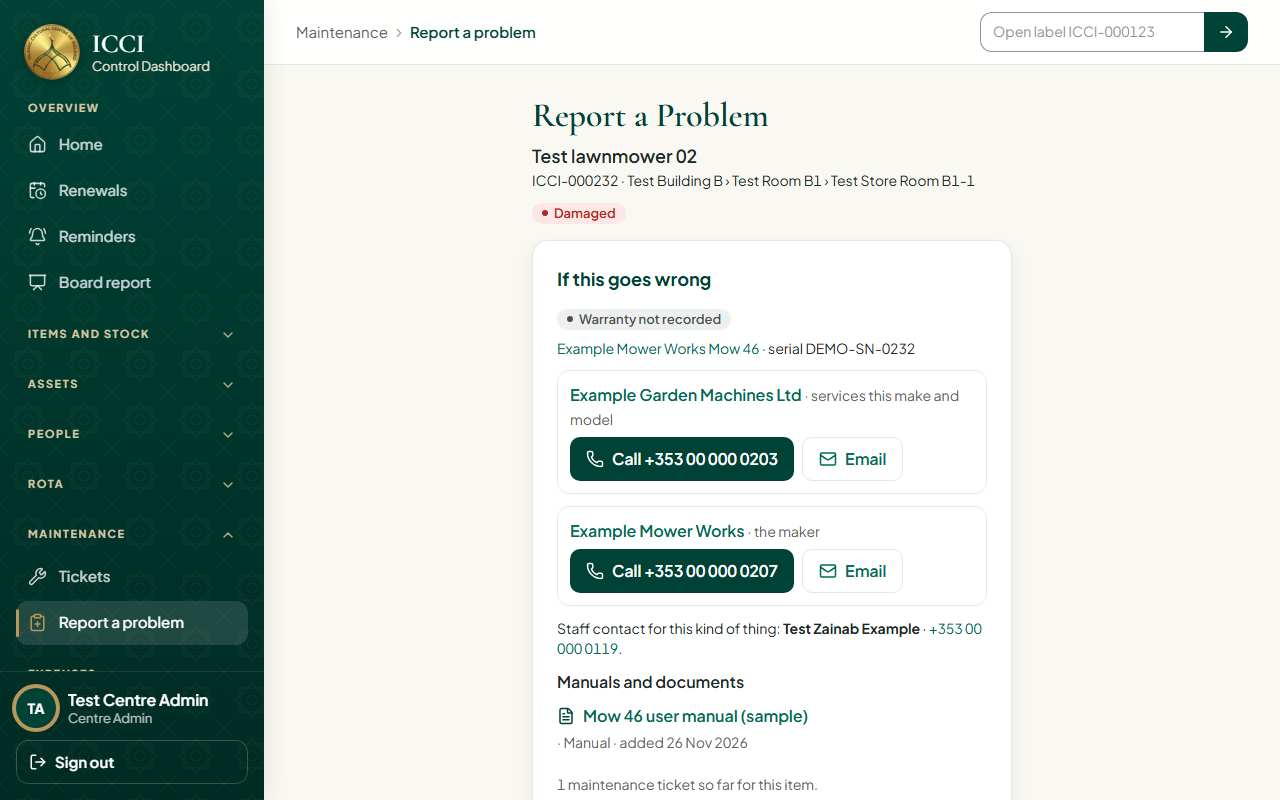 ICCI
Control Dashboard
OVERVIEW
Home
Renewals
Reminders
Board report
ITEMS AND STOCK
ASSETS
PEOPLE
ROTA
MAINTENANCE
Tickets
Report a problem
TA
Test Centre Admin
Centre Admin
Sign out
Maintenance › Report a problem
Open label ICCI-000123
Report a Problem
Test lawnmower 02
ICCI-000232 · Test Building B › Test Room B1 › Test Store Room B1-1
Damaged
If this goes wrong
Warranty not recorded
Example Mower Works Mow 46 · serial DEMO-SN-0232
Example Garden Machines Ltd · services this make and
model
Call +353 00 000 0203
Email
Example Mower Works · the maker
Call +353 00 000 0207
Email
Staff contact for this kind of thing: Test Zainab Example · +353 00
000 0119.
Manuals and documents
Mow 46 user manual (sample)
· Manual · added 26 Nov 2026
1 maintenance ticket so far for this item.